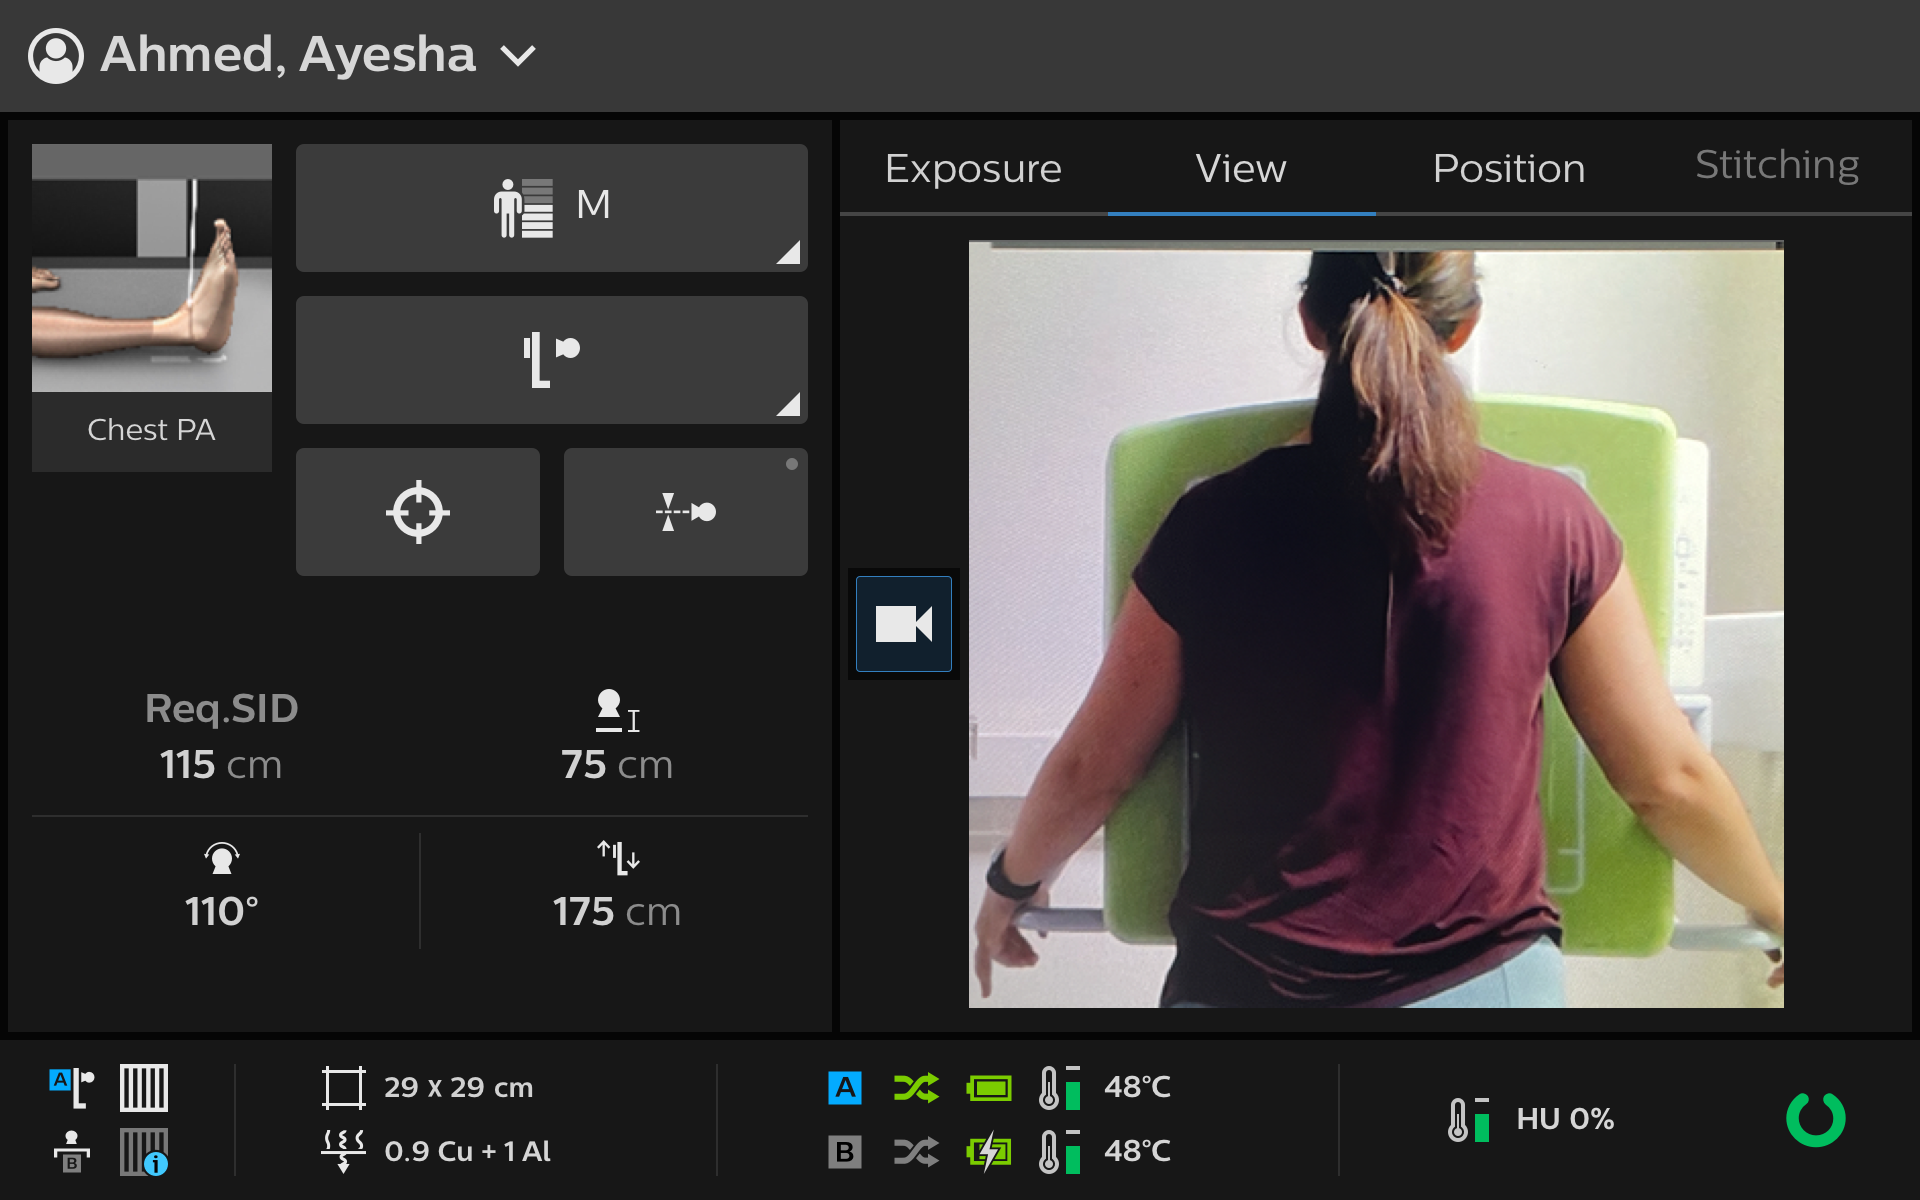 Ahmed, Ayesha
Chest PA
M
Req.SID
115 cm
75 cm
110°
175 cm
Exposure
View
Position
Stitching
A
B
29 x 29 cm
0.9 Cu + 1 Al
A
48°C
B
48°C
HU 0%